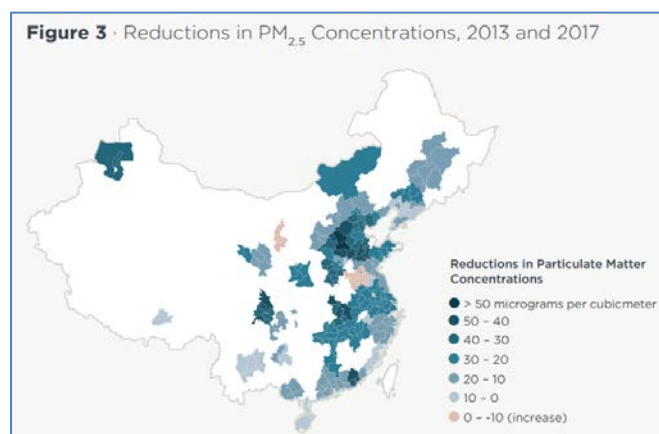 Figure 3 · Reductions in PM2.5 Concentrations, 2013 and 2017
Reductions in Particulate Matter
Concentrations
> 50 micrograms per cubicmeter
50 – 40
40 – 30
30 – 20
20 – 10
10 – 0
0 – -10 (increase)